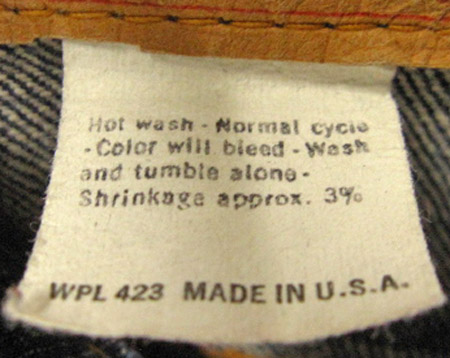 Hot wash - Normal cycle
- Color will bleed - Wash
and tumble alone -
Shrinkage approx. 3%
WPL 423 MADE IN U.S.A.